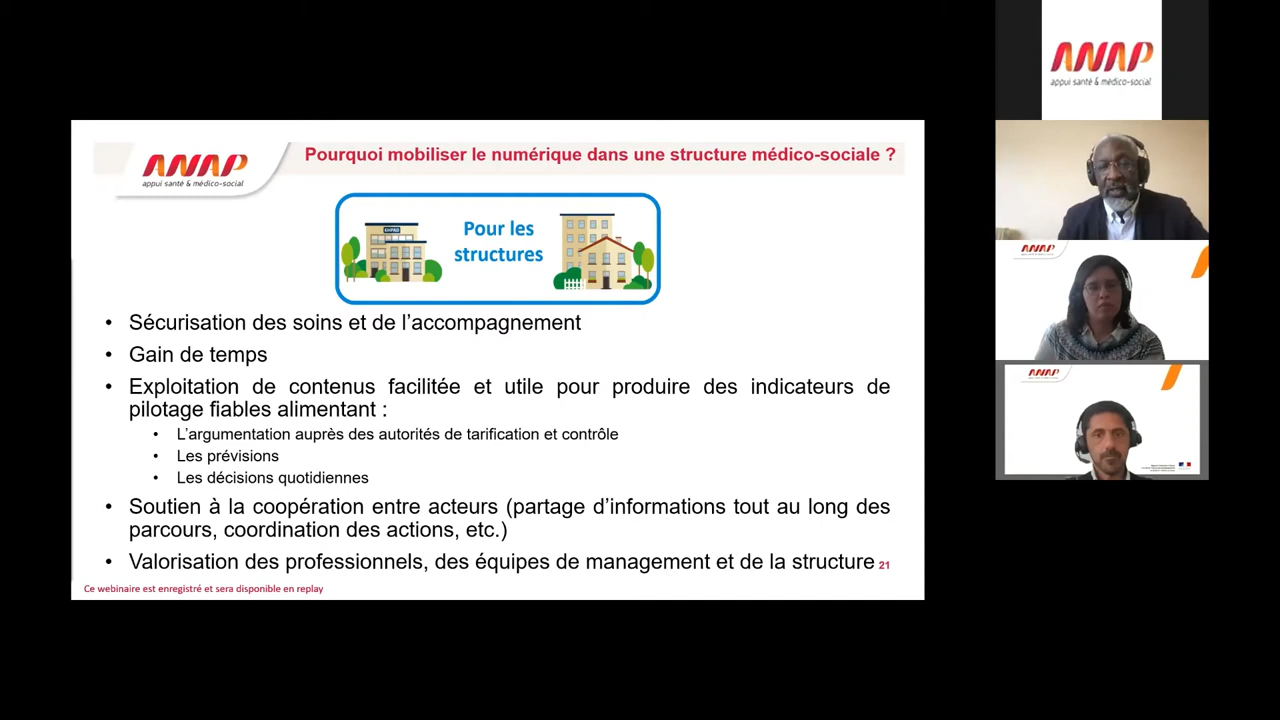 ANAP
appui santé & médico-social
Pourquoi mobiliser le numérique dans une structure médico-sociale ?
EHPAD
Pour les
structures
• Sécurisation des soins et de l’accompagnement
• Gain de temps
• Exploitation de contenus facilitée et utile pour produire des indicateurs de
pilotage fiables alimentant :
• L’argumentation auprès des autorités de tarification et contrôle
• Les prévisions
• Les décisions quotidiennes
• Soutien à la coopération entre acteurs (partage d’informations tout au long des
parcours, coordination des actions, etc.)
• Valorisation des professionnels, des équipes de management et de la structure 21
Ce webinaire est enregistré et sera disponible en replay
ANAP
appui santé & médico-social
ANAP
ANAP